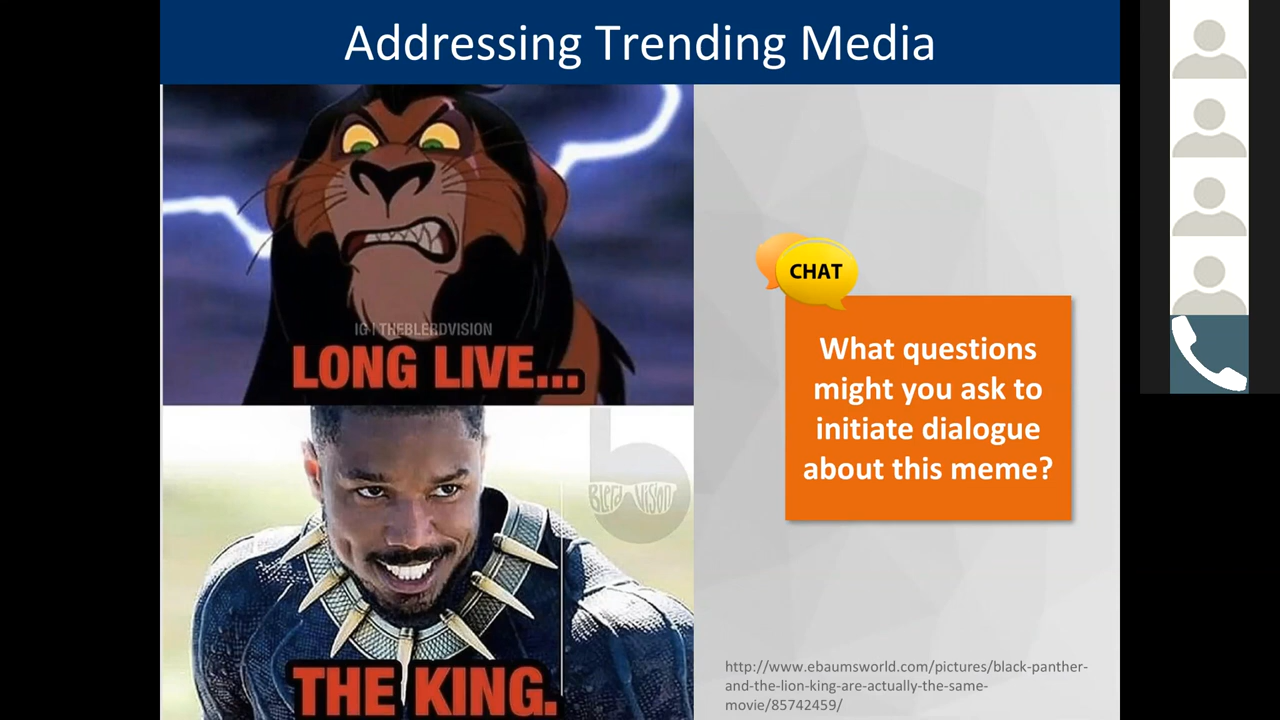 Addressing Trending Media
IG | THEBLERDVISION
LONG LIVE...
CHAT
What questions
might you ask to
initiate dialogue
about this meme?
b
BLERD VISION
THE KING.
http://www.ebaumsworld.com/pictures/black-panther-
and-the-lion-king-are-actually-the-same-
movie/85742459/